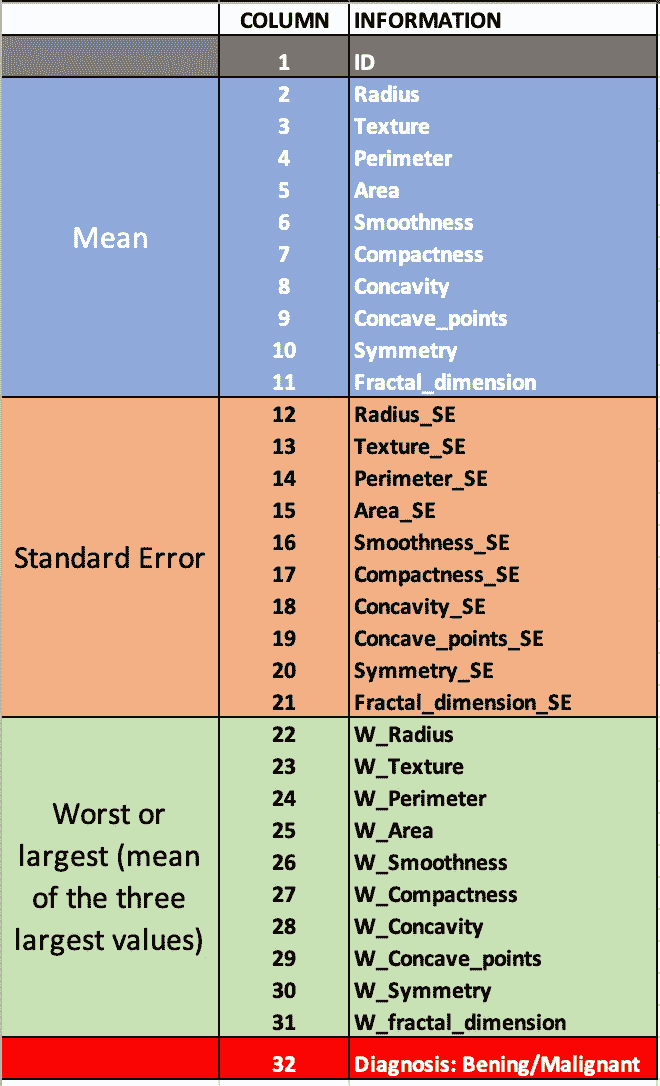 COLUMN INFORMATION
1 ID
Mean
2 Radius
3 Texture
4 Perimeter
5 Area
6 Smoothness
7 Compactness
8 Concavity
9 Concave_points
10 Symmetry
11 Fractal_dimension
Standard Error
12 Radius_SE
13 Texture_SE
14 Perimeter_SE
15 Area_SE
16 Smoothness_SE
17 Compactness_SE
18 Concavity_SE
19 Concave_points_SE
20 Symmetry_SE
21 Fractal_dimension_SE
Worst or
largest (mean
of the three
largest values)
22 W_Radius
23 W_Texture
24 W_Perimeter
25 W_Area
26 W_Smoothness
27 W_Compactness
28 W_Concavity
29 W_Concave_points
30 W_Symmetry
31 W_fractal_dimension
32 Diagnosis: Bening/Malignant